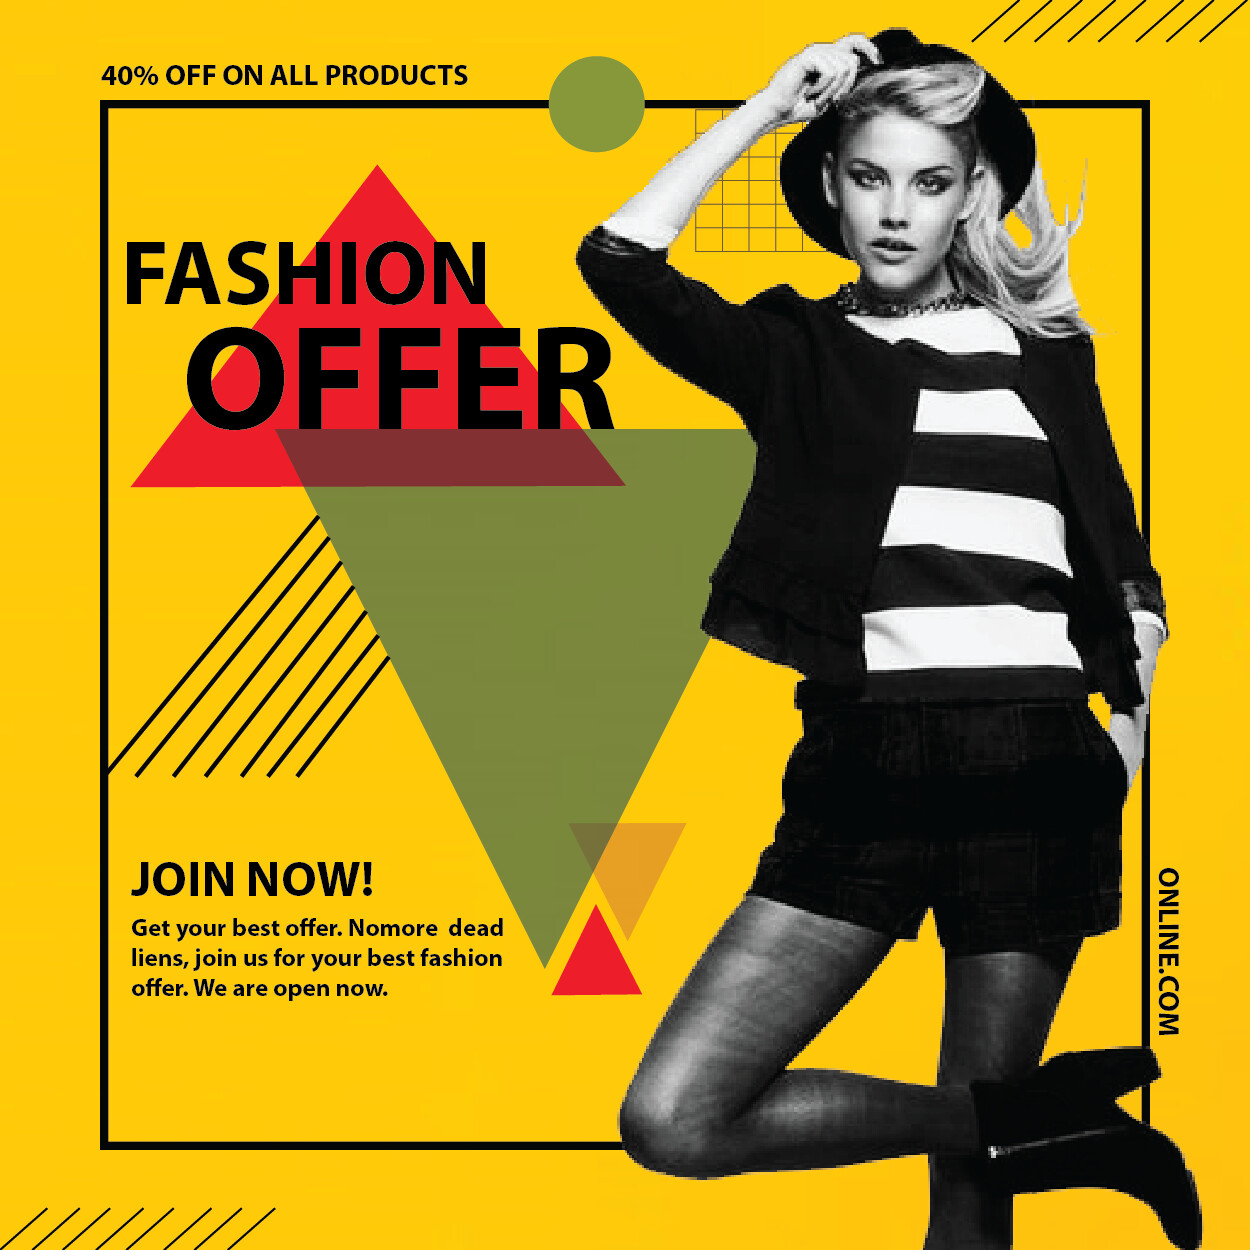 40% OFF ON ALL PRODUCTS
FASHION
OFFER
JOIN NOW!
Get your best offer. Nomore  dead
liens, join us for your best fashion
offer. We are open now.
ONLINE.COM